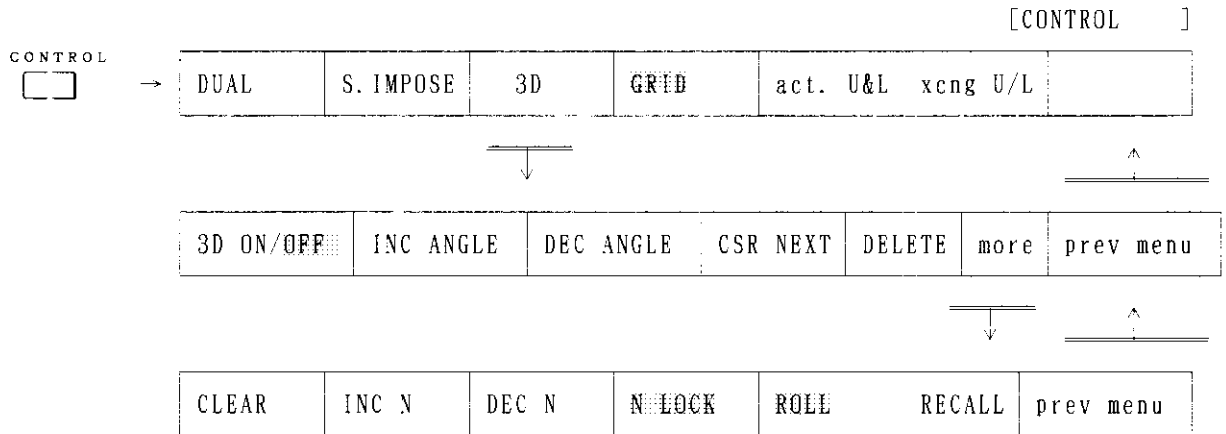 [CONTROL ]
CONTROL
→ DUAL S. IMPOSE 3D GRID act. U&L xcng U/L
3D ON/OFF INC ANGLE DEC ANGLE CSR NEXT DELETE more prev menu
CLEAR INC N DEC N N LOCK ROLL RECALL prev menu